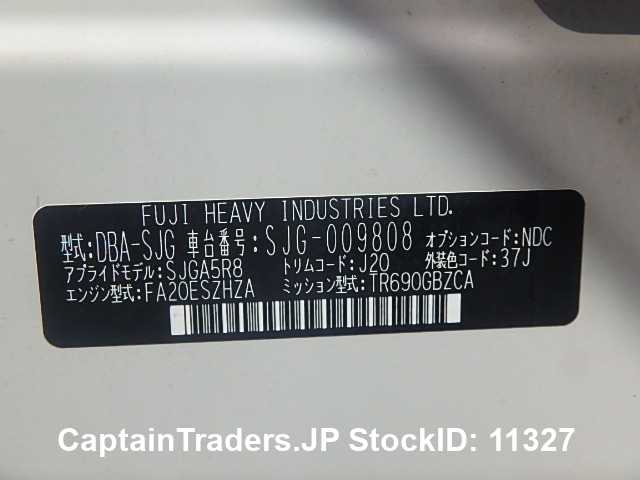 FUJI HEAVY INDUSTRIES LTD.
型式:DBA-SJG 車台番号:SJG-009808 オプションコード:NDC
アプライドモデル:SJGA5R8 トリムコード:J20 外装色コード:37J
エンジン型式:FA20ESZHZA ミッション型式:TR690GBZCA
CaptainTraders.JP StockID: 11327